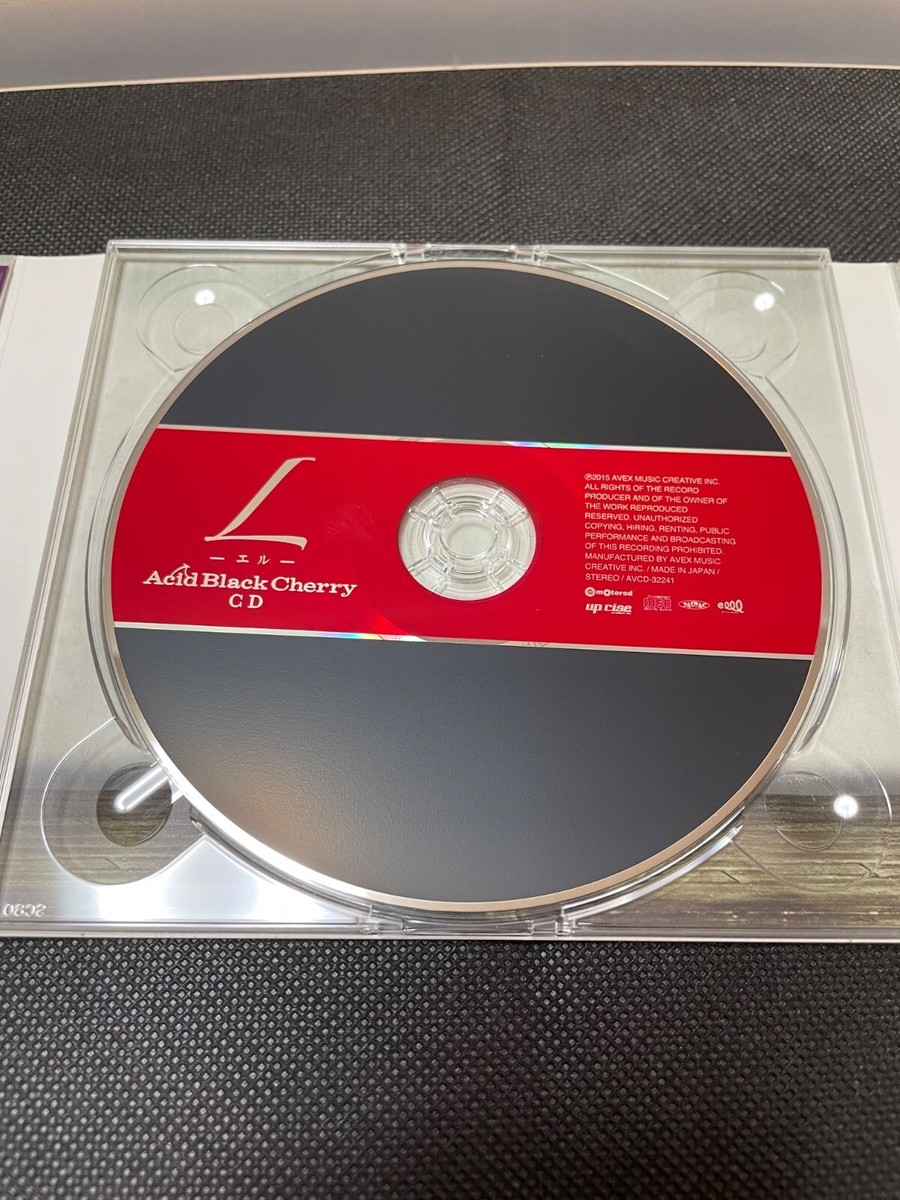 L
— エル —
Acid Black Cherry
CD
℗2015 AVEX MUSIC CREATIVE INC.
ALL RIGHTS OF THE RECORD
PRODUCER AND OF THE OWNER OF
THE WORK REPRODUCED
RESERVED. UNAUTHORIZED
COPYING, HIRING, RENTING, PUBLIC
PERFORMANCE AND BROADCASTING
OF THIS RECORDING PROHIBITED.
MANUFACTURED BY AVEX MUSIC
CREATIVE INC. / MADE IN JAPAN /
STEREO / AVCD-32241
motorod
up rise
SC80